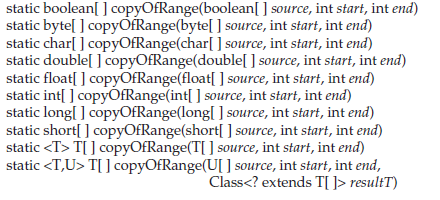 static boolean[ ] copyOfRange(boolean[ ] source, int start, int end)
static byte[ ] copyOfRange(byte[ ] source, int start, int end)
static char[ ] copyOfRange(char[ ] source, int start, int end)
static double[ ] copyOfRange(double[ ] source, int start, int end)
static float[ ] copyOfRange(float[ ] source, int start, int end)
static int[ ] copyOfRange(int[ ] source, int start, int end)
static long[ ] copyOfRange(long[ ] source, int start, int end)
static short[ ] copyOfRange(short[ ] source, int start, int end)
static <T> T[ ] copyOfRange(T[ ] source, int start, int end)
static <T,U> T[ ] copyOfRange(U[ ] source, int start, int end,
Class<? extends T[ ]> resultT)